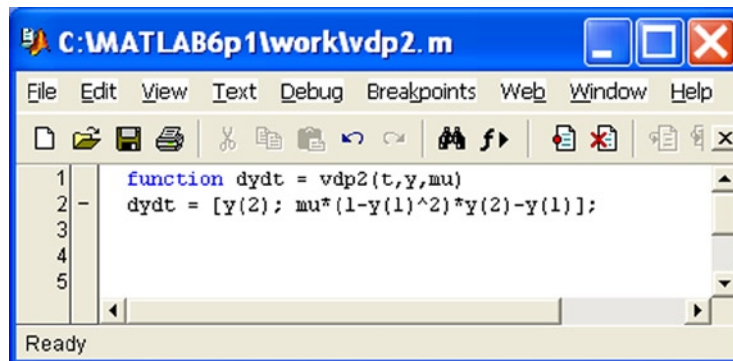 C:\MATLAB6p1\work\vdp2.m
File Edit View Text Debug Breakpoints Web Window Help
1 function dydt = vdp2(t,y,mu)
2 - dydt = [y(2); mu*(1-y(1)^2)*y(2)-y(1)];
3
4
5
Ready